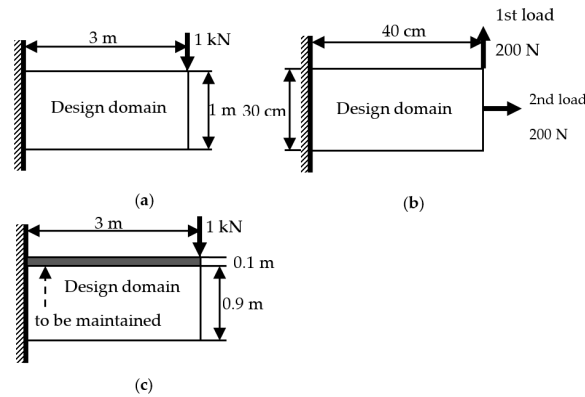 3 m
1 kN
Design domain
1 m
(a)
40 cm
1st load
200 N
30 cm
Design domain
2nd load
200 N
(b)
3 m
1 kN
0.1 m
Design domain
0.9 m
to be maintained
(c)